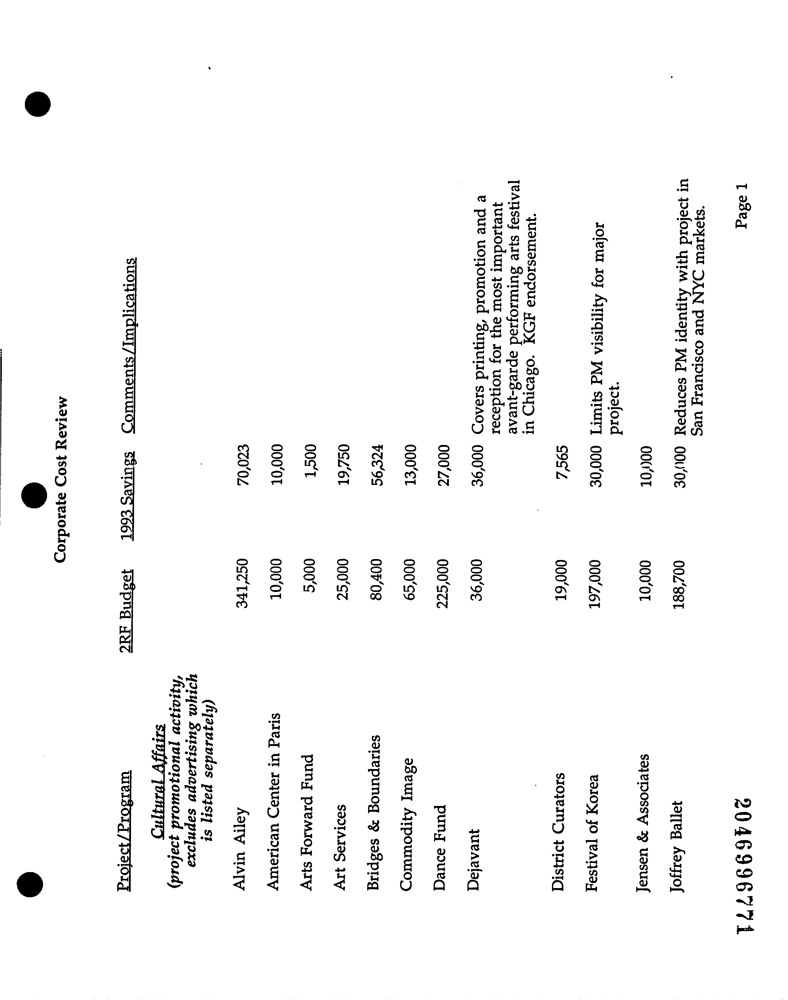 Corporate Cost Review
Project/Program 2RF Budget 1993 Savings Comments/Implications
Cultural Affairs
(project promotional activity,
excludes advertising which
is listed separately)
Alvin Ailey 341,250 70,023
American Center in Paris 10,000 10,000
Arts Forward Fund 5,000 1,500
Art Services 25,000 19,750
Bridges & Boundaries 80,400 56,324
Commodity Image 65,000 13,000
Dance Fund 225,000 27,000
Dejavant 36,000 36,000 Covers printing, promotion and a
reception for the most important
avant-garde performing arts festival
in Chicago. KGF endorsement.
District Curators 19,000 7,565
Festival of Korea 197,000 30,000 Limits PM visibility for major
project.
Jensen & Associates 10,000 10,000
Joffrey Ballet 188,700 30,000 Reduces PM identity with project in
San Francisco and NYC markets.
Page 1
2046996771